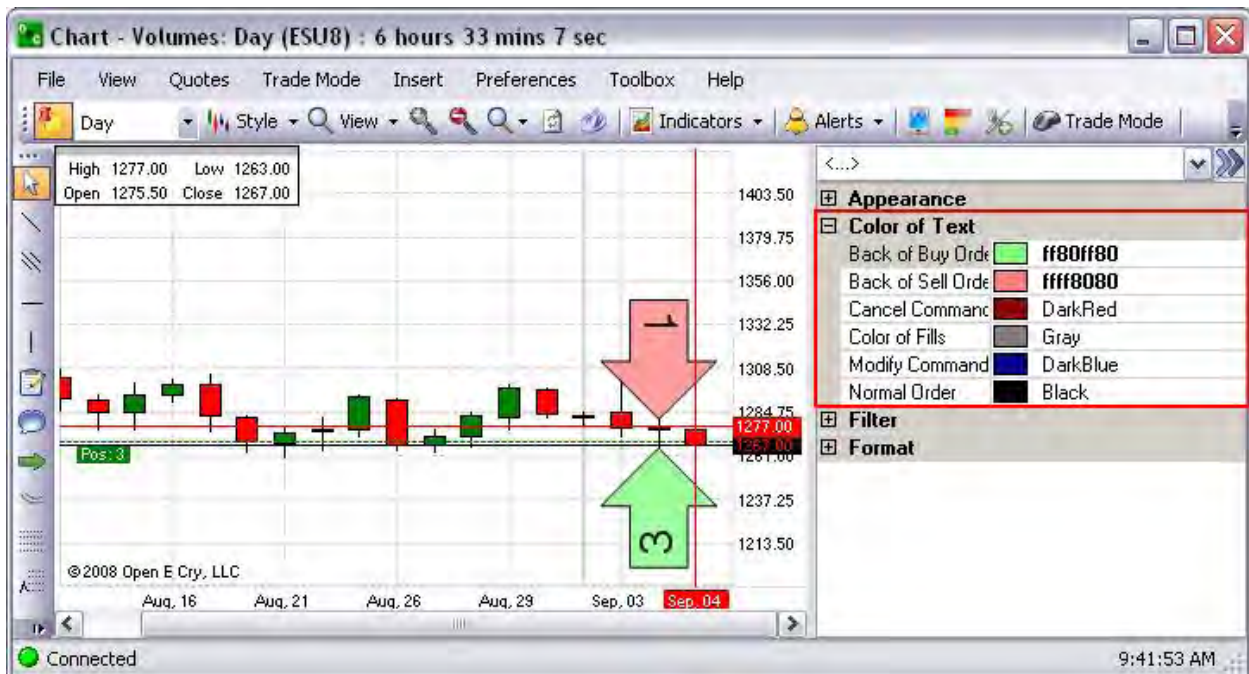 Chart - Volumes: Day (ESU8) : 6 hours 33 mins 7 sec
File View Quotes Trade Mode Insert Preferences Toolbox Help
Day Style View Indicators Alerts Trade Mode
High 1277.00 Low 1263.00
Open 1275.50 Close 1267.00
<...>
1403.50
Appearance
Color of Text
1379.75
Back of Buy Orde ff80ff80
1356.00
Back of Sell Orde ffff8080
Cancel Command DarkRed
1
1332.25
Color of Fills Gray
Modify Command DarkBlue
1308.50
Normal Order Black
1284.75
1277.00
Filter
1267.00
1261.00
Format
Pos: 3
1237.25
3
1213.50
©2008 Open E Cry, LLC
Aug, 16 Aug, 21 Aug, 26 Aug, 29 Sep, 03 Sep, 04
Connected 9:41:53 AM